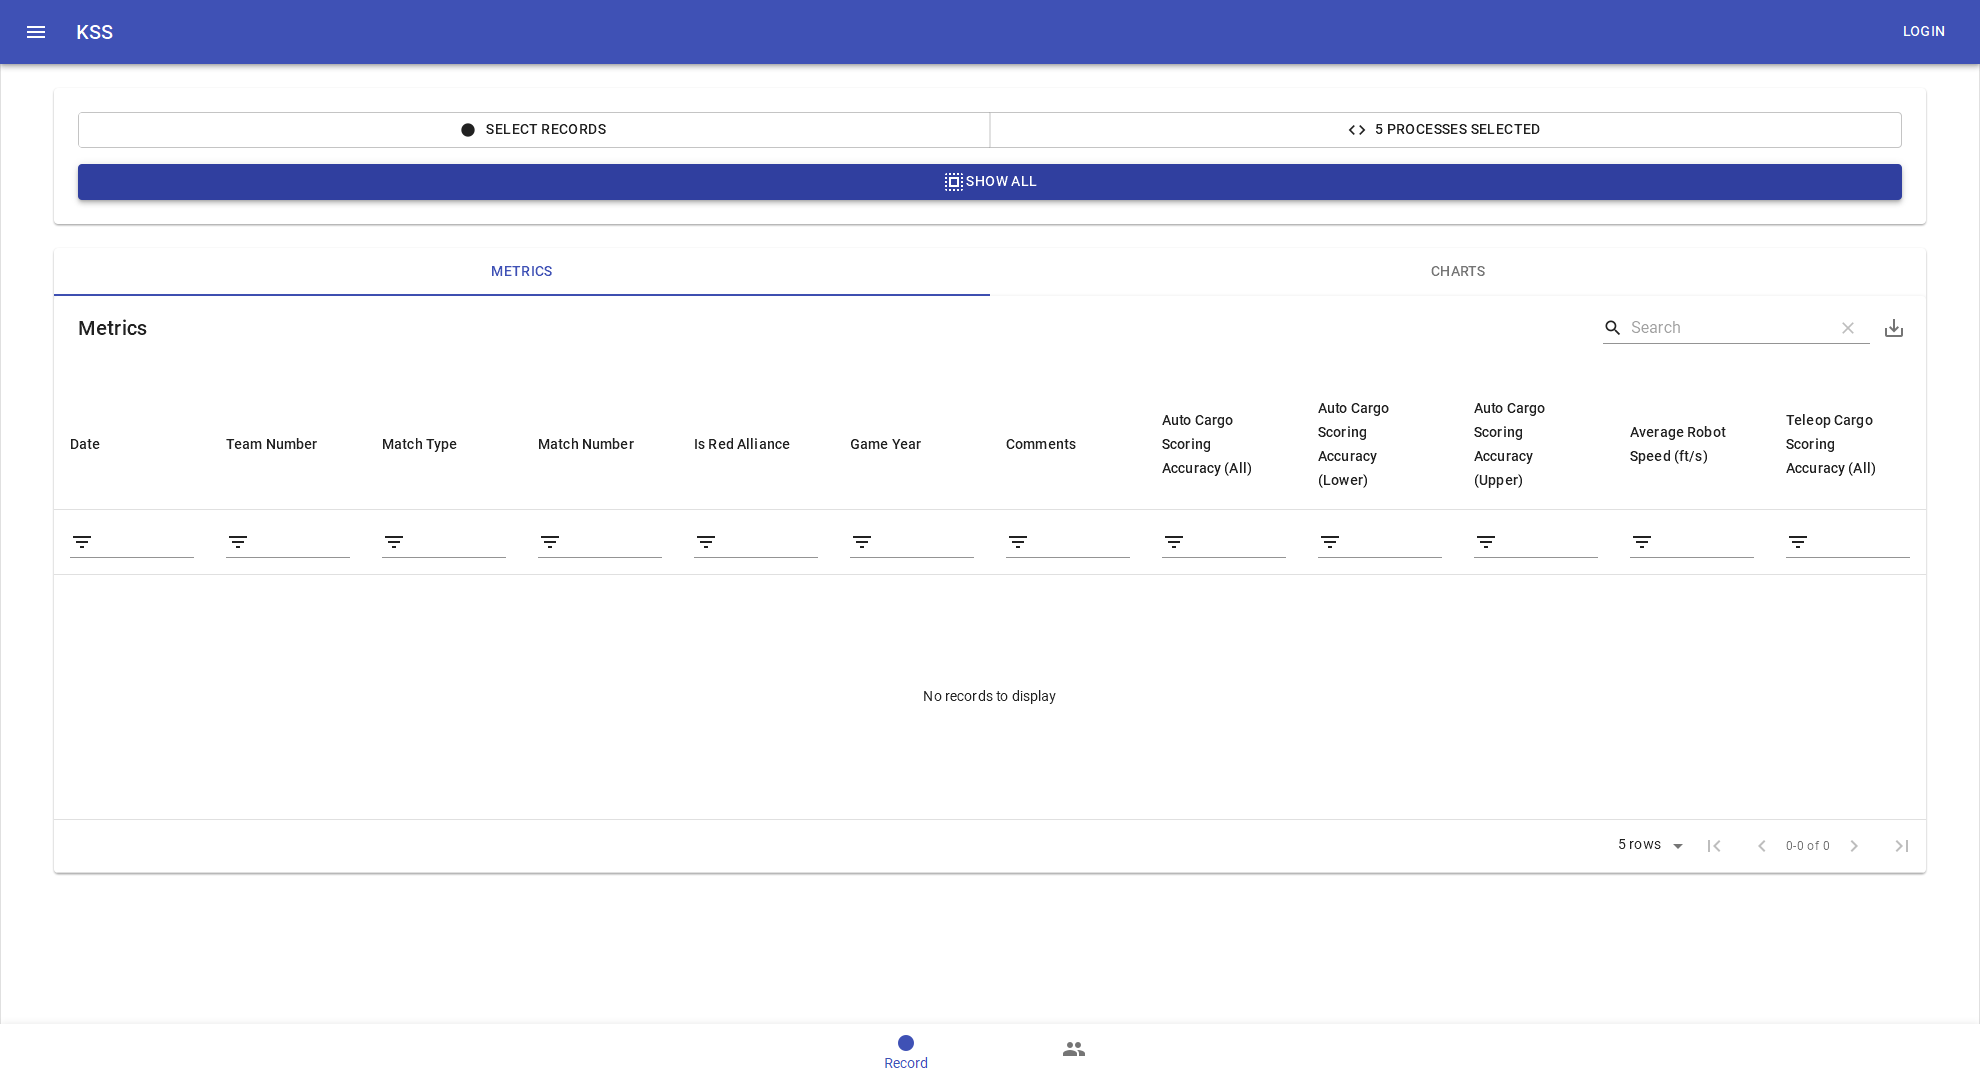 KSS
LOGIN
SELECT RECORDS
5 PROCESSES SELECTED
SHOW ALL
METRICS
CHARTS
Metrics
Search
Date
Team Number
Match Type
Match Number
Is Red Alliance
Game Year
Comments
Auto Cargo
Scoring
Accuracy (All)
Auto Cargo
Scoring
Accuracy
(Lower)
Auto Cargo
Scoring
Accuracy
(Upper)
Average Robot
Speed (ft/s)
Teleop Cargo
Scoring
Accuracy (All)
No records to display
5 rows
0-0 of 0
Record